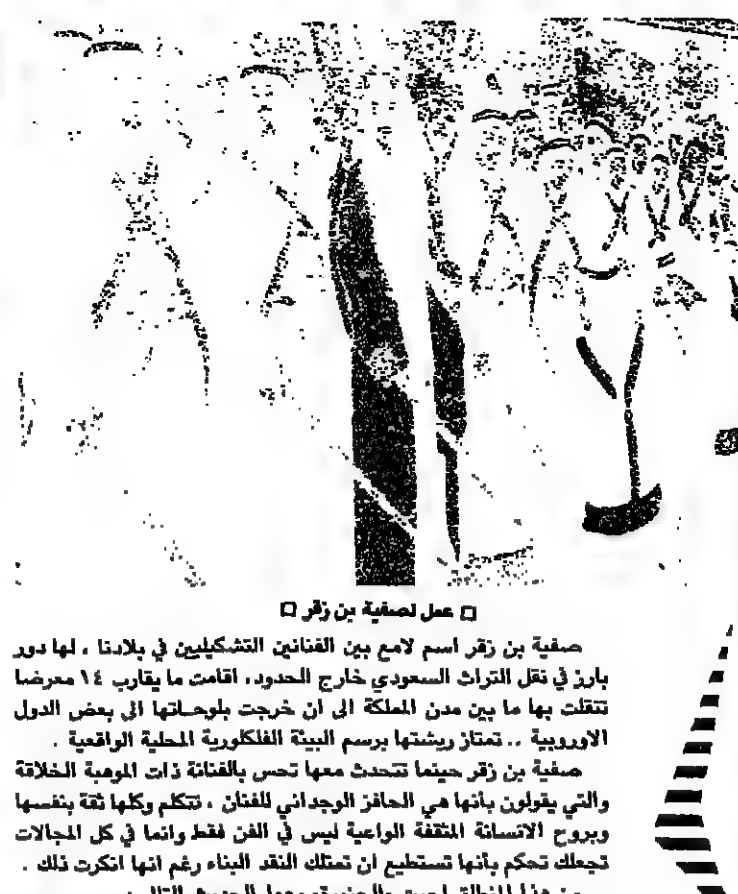 □ عمل لصفية بن زقر □
صفية بن زقر اسم لامع بين الفنانين التشكيليين في بلادنا ، لها دور
بارز في نقل التراث السعودي خارج الحدود، اقامت ما يقارب ١٤ معرضا
تنقلت بها ما بين مدن المملكة الى ان خرجت بلوحاتها الى بعض الدول
الاوروبية .. تمتاز ريشتها برسم البيئة الفلكلورية المحلية الواقعية .
صفية بن زقر حينما تتحدث معها تحس بالفنانة ذات الموهبة الخلاقة
والتي يقولون بأنها هي الحافز الوجداني للفنان ، تتكلم وكلها ثقة بنفسها
وبروح الانسانة المثقفة الواعية ليس في الفن فقط وانما في كل المجالات
تجعلك تحكم بأنها تستطيع ان تمتلك النقد البناء رغم انها انكرت ذلك .
هذا المنطلق